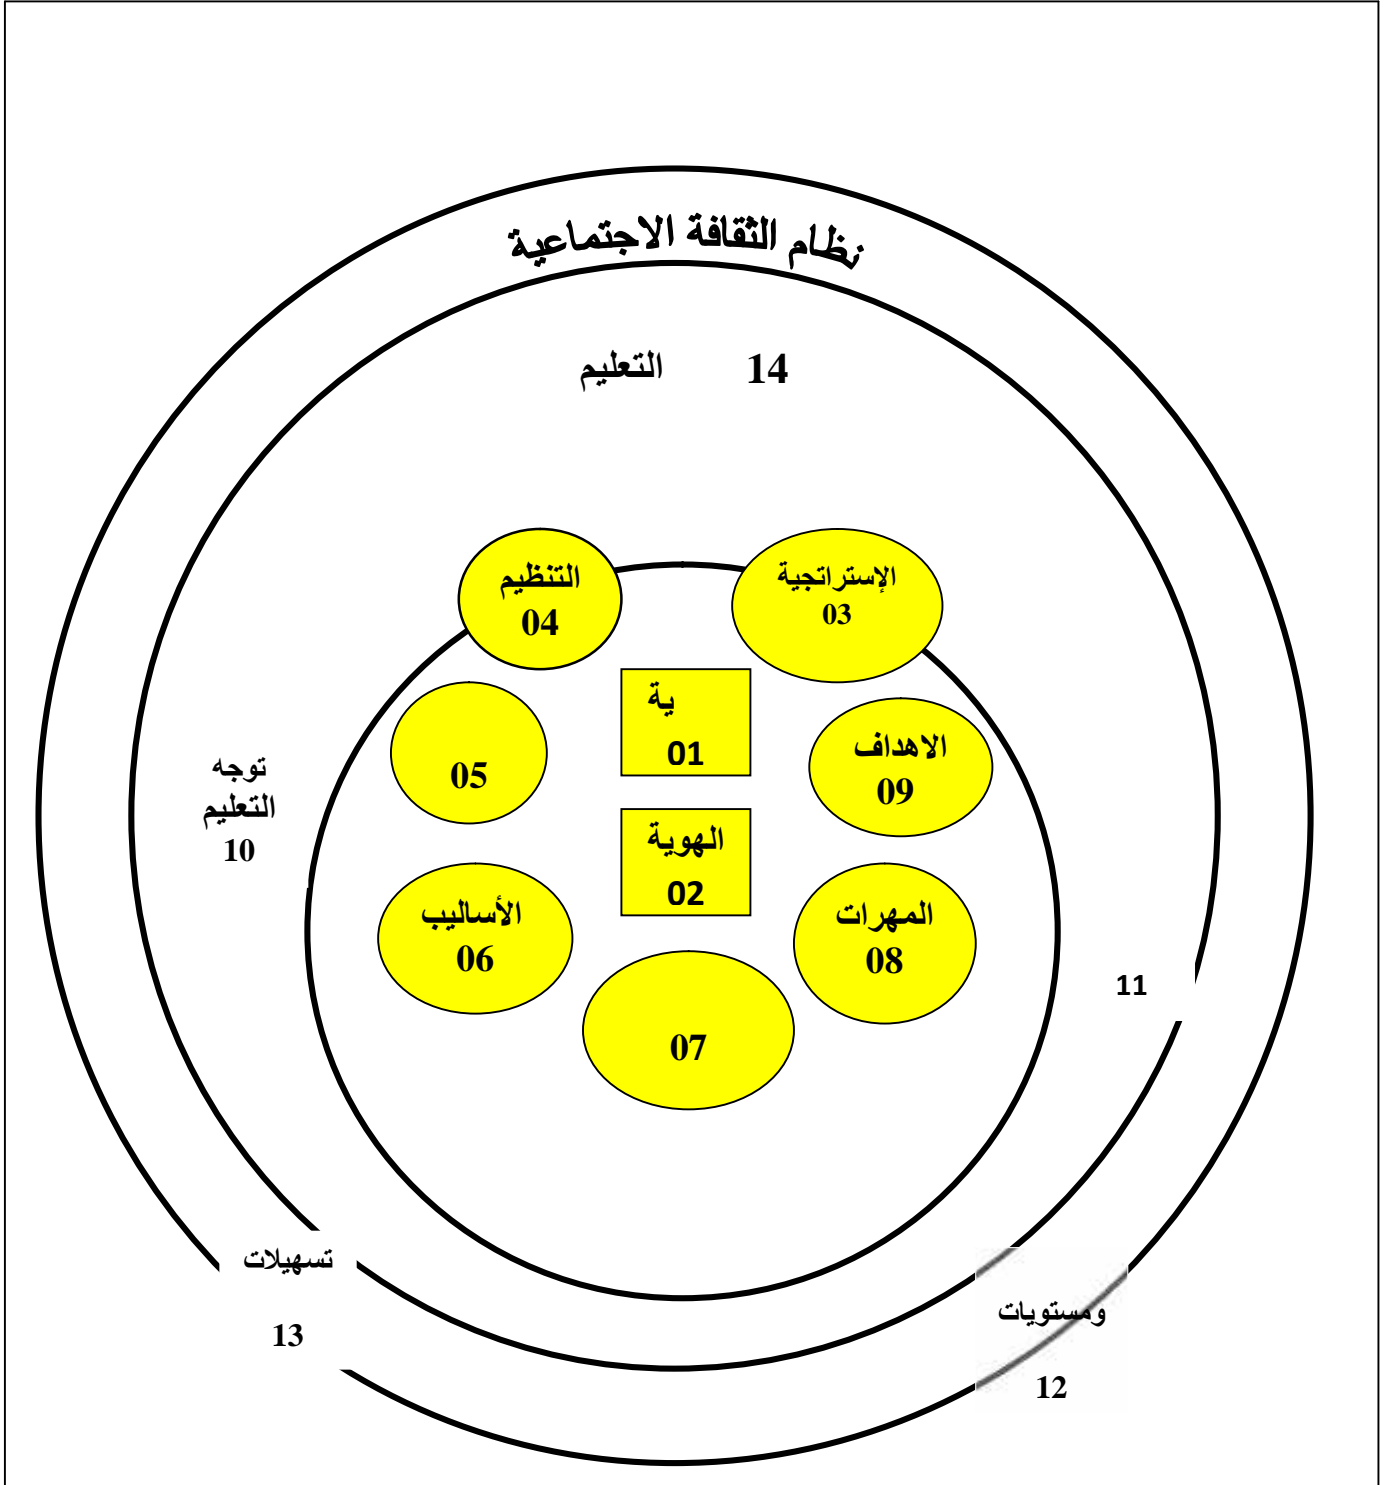 نظام الثقافة الاجتماعية
التعليم 14
الإستراتجية
03
التنظيم
04
ية
01
05
الاهداف
09
توجه
التعليم
10
الهوية
02
الأساليب
06
المهرات
08
11
07
تسهيلات
13
ومستويات
12